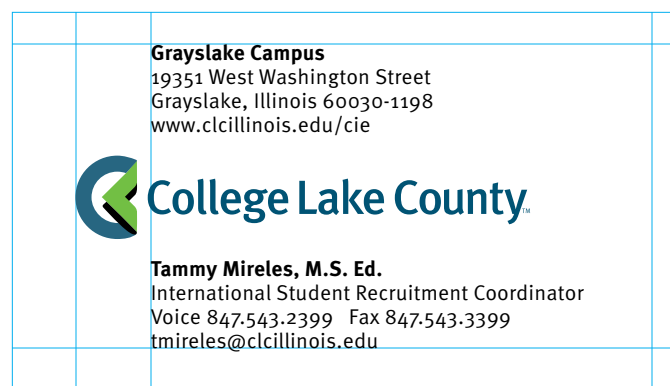 Grayslake Campus
19351 West Washington Street
Grayslake, Illinois 60030-1198
www.clcillinois.edu/cie
College Lake County™
Tammy Mireles, M.S. Ed.
International Student Recruitment Coordinator
Voice 847.543.2399 Fax 847.543.3399
tmireles@clcillinois.edu